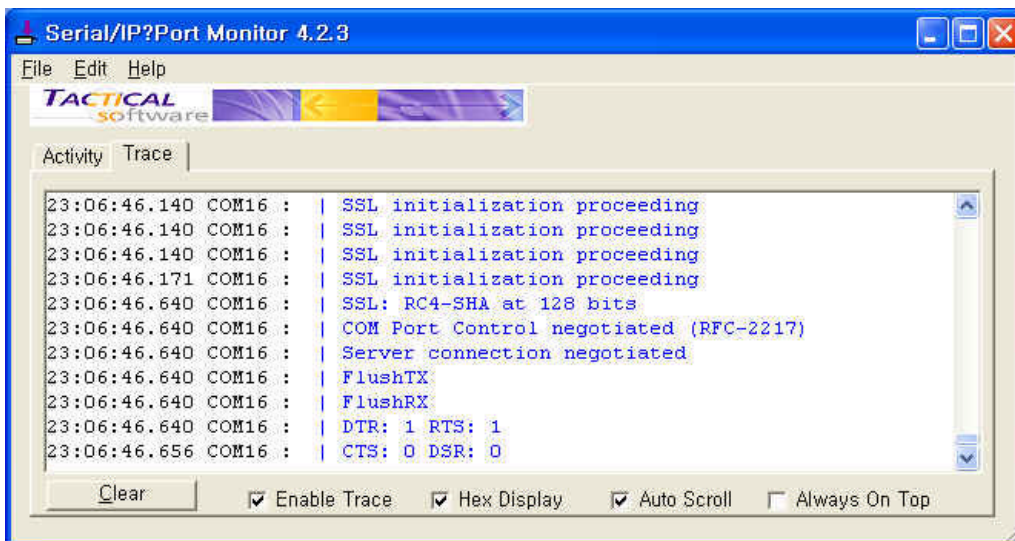 Serial/IP?Port Monitor 4.2.3
File Edit Help
TACTICAL
software
Activity Trace
23:06:46.140 COM16 : | SSL initialization proceeding
23:06:46.140 COM16 : | SSL initialization proceeding
23:06:46.140 COM16 : | SSL initialization proceeding
23:06:46.171 COM16 : | SSL initialization proceeding
23:06:46.640 COM16 : | SSL: RC4-SHA at 128 bits
23:06:46.640 COM16 : | COM Port Control negotiated (RFC-2217)
23:06:46.640 COM16 : | Server connection negotiated
23:06:46.640 COM16 : | FlushTX
23:06:46.640 COM16 : | FlushRX
23:06:46.640 COM16 : | DTR: 1 RTS: 1
23:06:46.656 COM16 : | CTS: 0 DSR: 0
Clear Enable Trace Hex Display Auto Scroll Always On Top